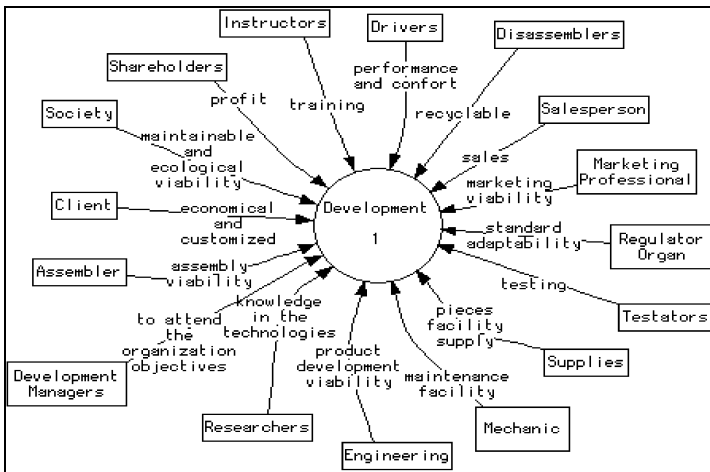 Instructors
Drivers
Disassemblers
Shareholders
performance
and confort
profit
training
recyclable
Society
Salesperson
maintainable
and
ecological
viability
sales
Marketing
Professional
marketing
viability
Client
economical
and
customized
Development
1
standard
adaptability
Regulator
Organ
Assembler
assembly
viability
testing
Testators
to attend
the
organization
objectives
knowledge
in the
technologies
pieces
facility
supply
Supplies
product
development
viability
maintenance
facility
Development
Managers
Researchers
Engineering
Mechanic